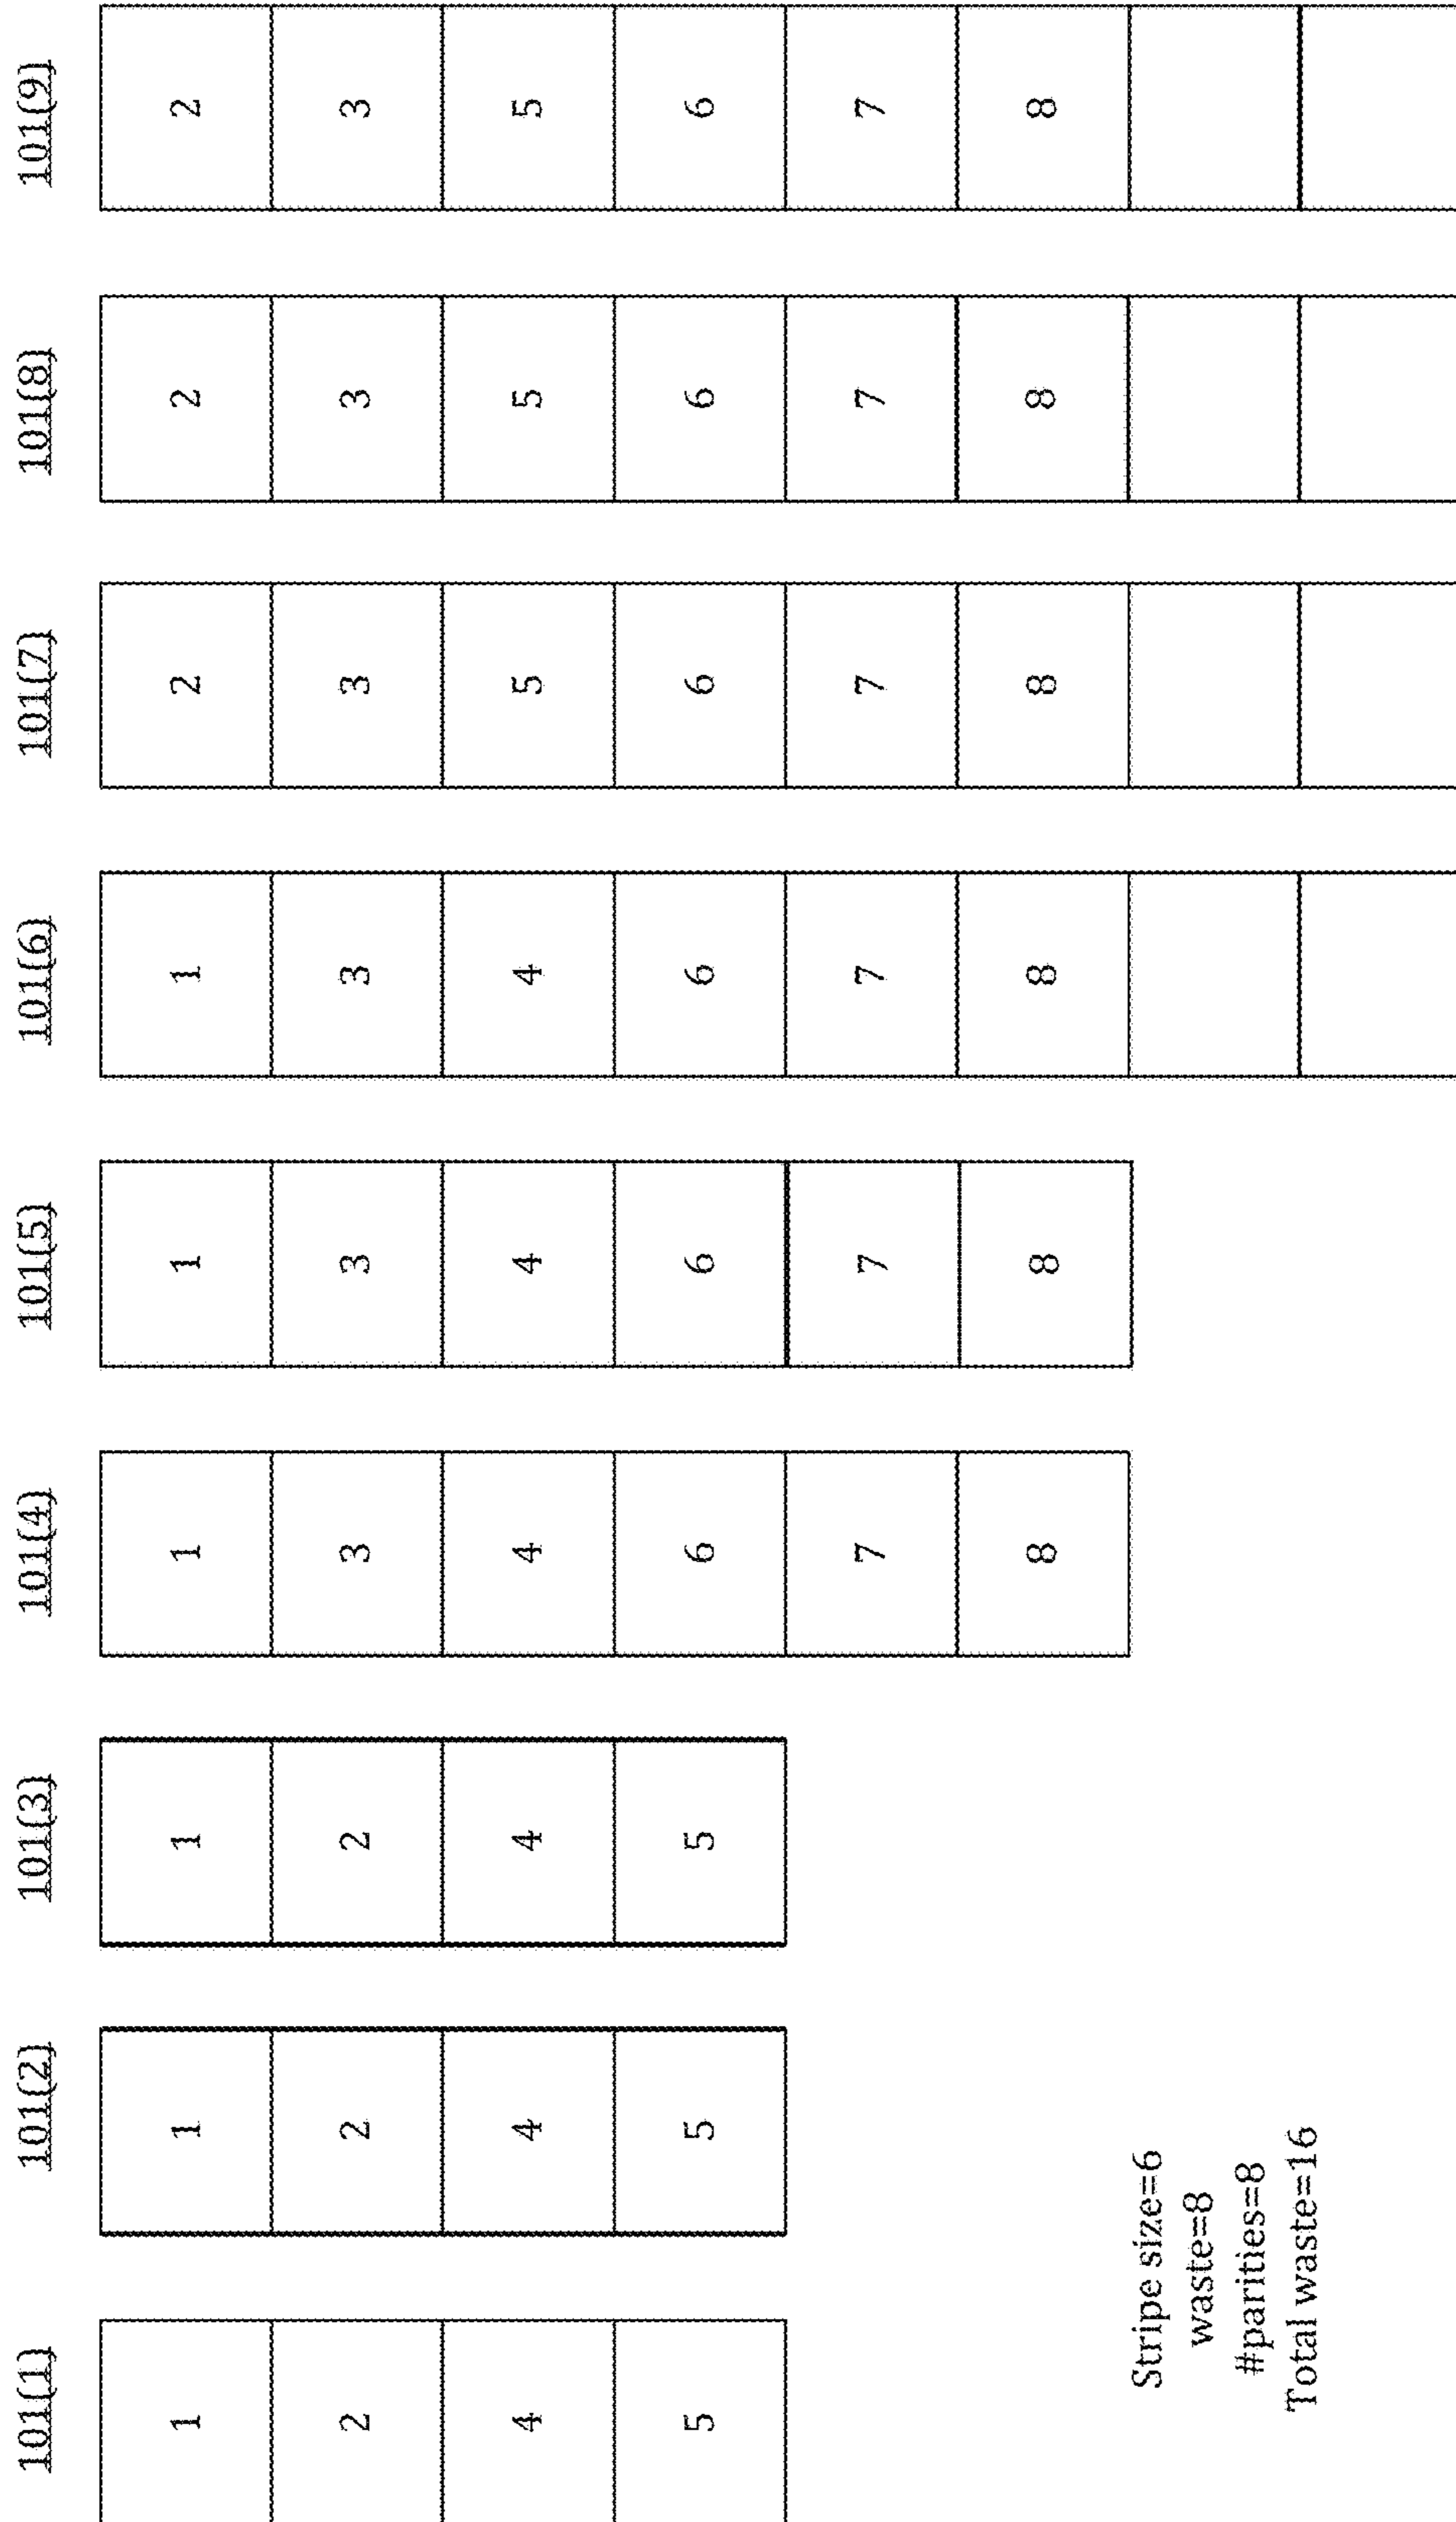 101(1) 101(2) 101(3) 101(4) 101(5) 101(6) 101(7) 101(8) 101(9)
1 1 1 1 1 1 2 2 2
2 2 2 3 3 3 3 3 3
4 4 4 4 4 4 5 5 5
5 5 5 6 6 6 6 6 6
7 7 7 7 7 7
8 8 8 8 8 8
Stripe size=6
waste=8
#parities=8
Total waste=16